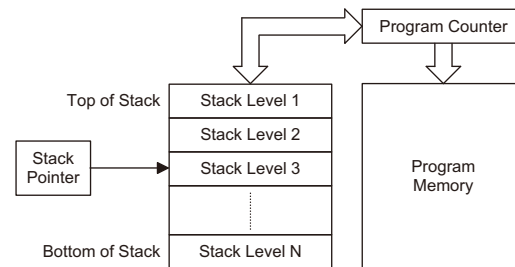 Program Counter
Top of Stack
Stack Level 1
Stack Level 2
Stack
Pointer
Stack Level 3
Program
Memory
Bottom of Stack
Stack Level N